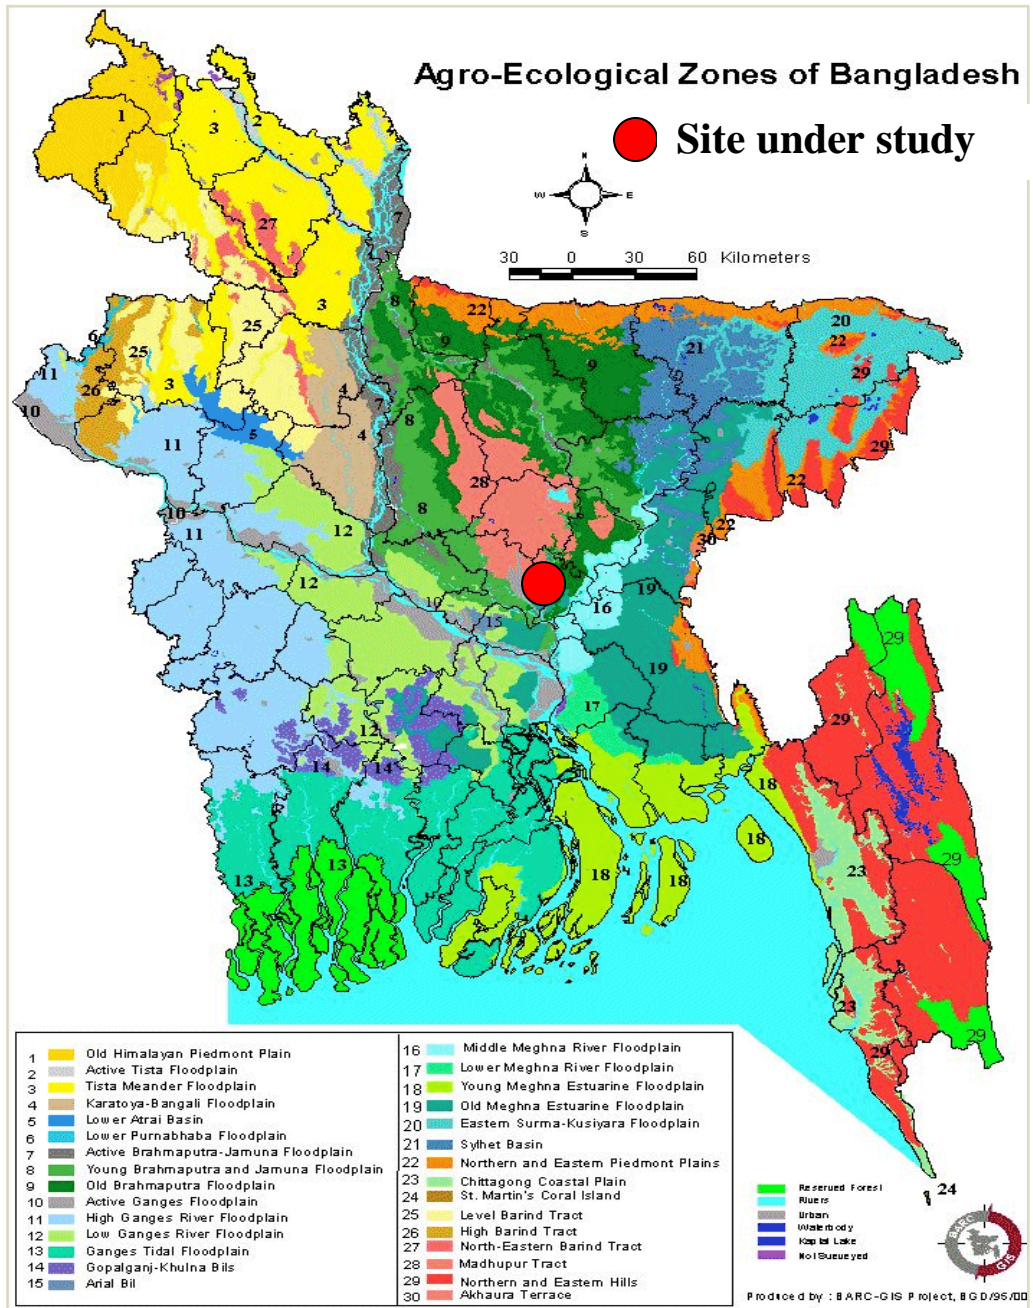 Agro-Ecological Zones of Bangladesh
Site under study
N
W E
S
30 0 30 60 Kilometers
1 Old Himalayan Piedmont Plain
2 Active Tista Floodplain
3 Tista Meander Floodplain
4 Karatoya-Bangali Floodplain
5 Lower Atrai Basin
6 Lower Purnabhaba Floodplain
7 Active Brahmaputra-Jamuna Floodplain
8 Young Brahmaputra and Jamuna Floodplain
9 Old Brahmaputra Floodplain
10 Active Ganges Floodplain
11 High Ganges River Floodplain
12 Low Ganges River Floodplain
13 Ganges Tidal Floodplain
14 Gopalganj-Khulna Bils
15 Arial Bil
16 Middle Meghna River Floodplain
17 Lower Meghna River Floodplain
18 Young Meghna Estuarine Floodplain
19 Old Meghna Estuarine Floodplain
20 Eastern Surma-Kusiyara Floodplain
21 Sylhet Basin
22 Northern and Eastern Piedmont Plains
23 Chittagong Coastal Plain
24 St. Martin's Coral Island
25 Level Barind Tract
26 High Barind Tract
27 North-Eastern Barind Tract
28 Madhupur Tract
29 Northern and Eastern Hills
30 Akhaura Terrace
Reserved Forest
Rivers
Urban
Waterbody
Kaptai Lake
Not Surveyed
BARC
GIS
Produced by : BARC-GIS Project, BGD/95/00